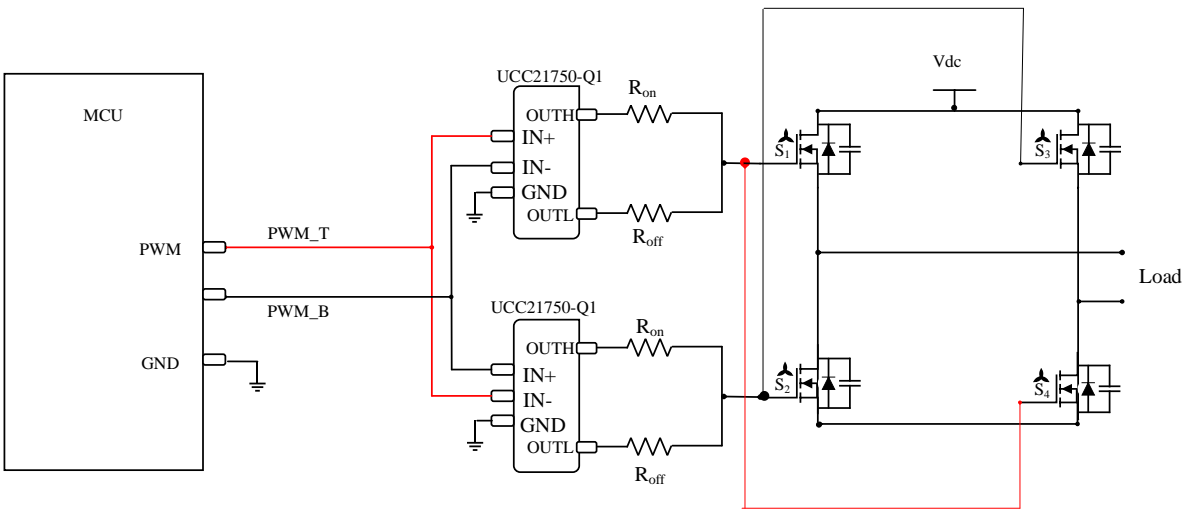 MCU
PWM
GND
PWM_T
PWM_B
UCC21750-Q1
OUTH
IN+
IN-
GND
OUTL
Ron
Roff
UCC21750-Q1
OUTH
IN+
IN-
GND
OUTL
Ron
Roff
Vdc
S1
S3
S2
S4
Load